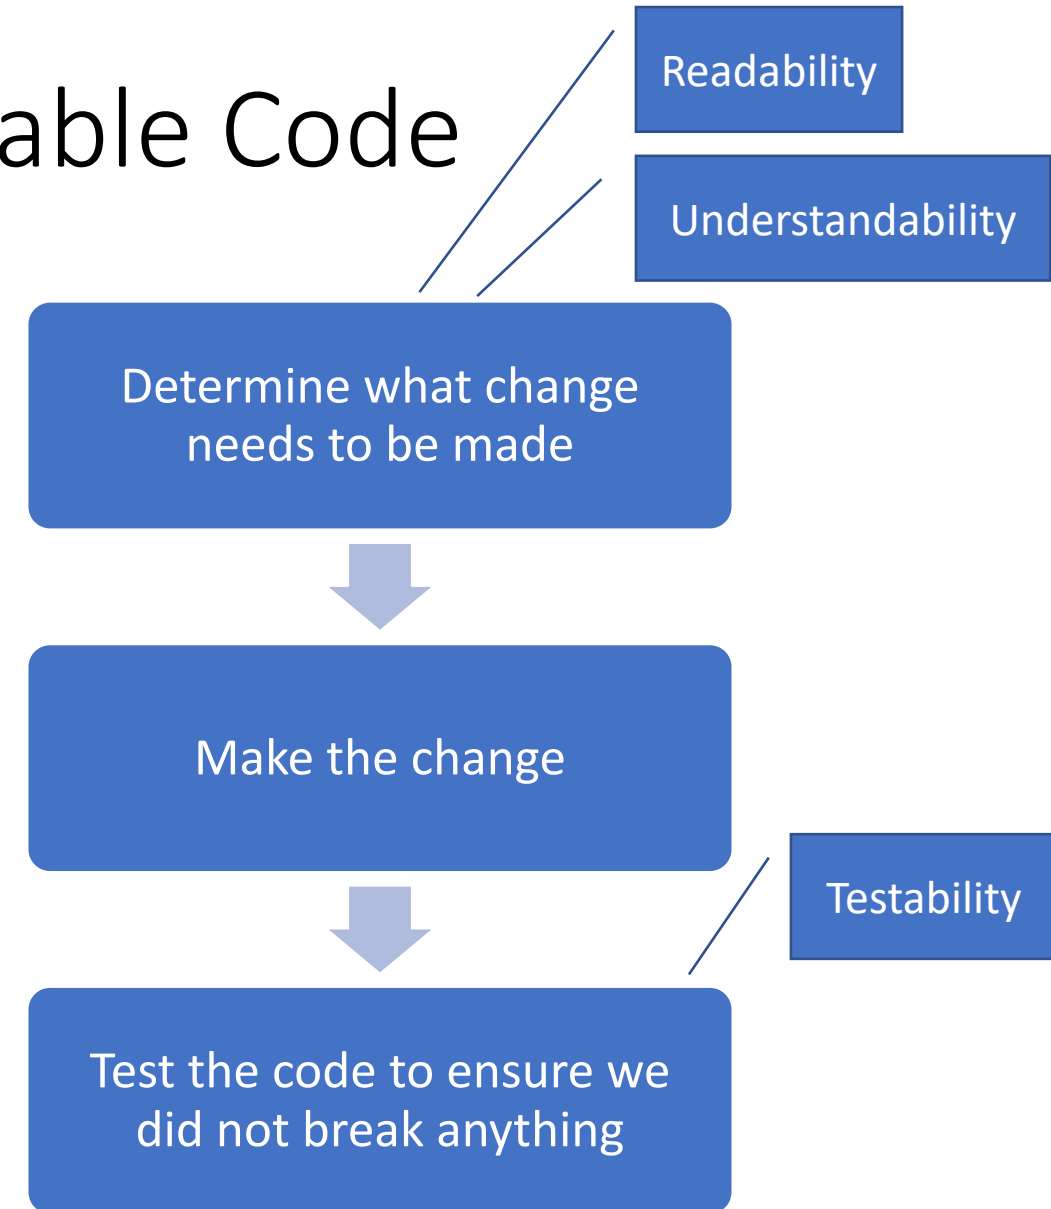 able Code
Readability
Understandability
Determine what change
needs to be made
Make the change
Testability
Test the code to ensure we
did not break anything